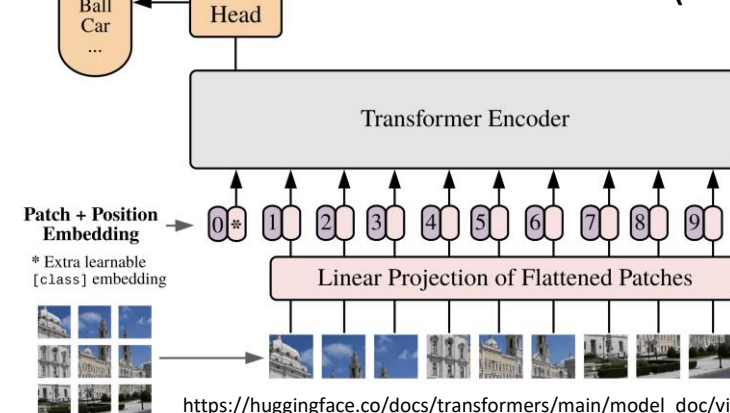 Ball
Car
...
Head
Transformer Encoder
Patch + Position
Embedding
0 * 1 2 3 4 5 6 7 8 9
* Extra learnable
[class] embedding
Linear Projection of Flattened Patches
https://huggingface.co/docs/transformers/main/model_doc/vi